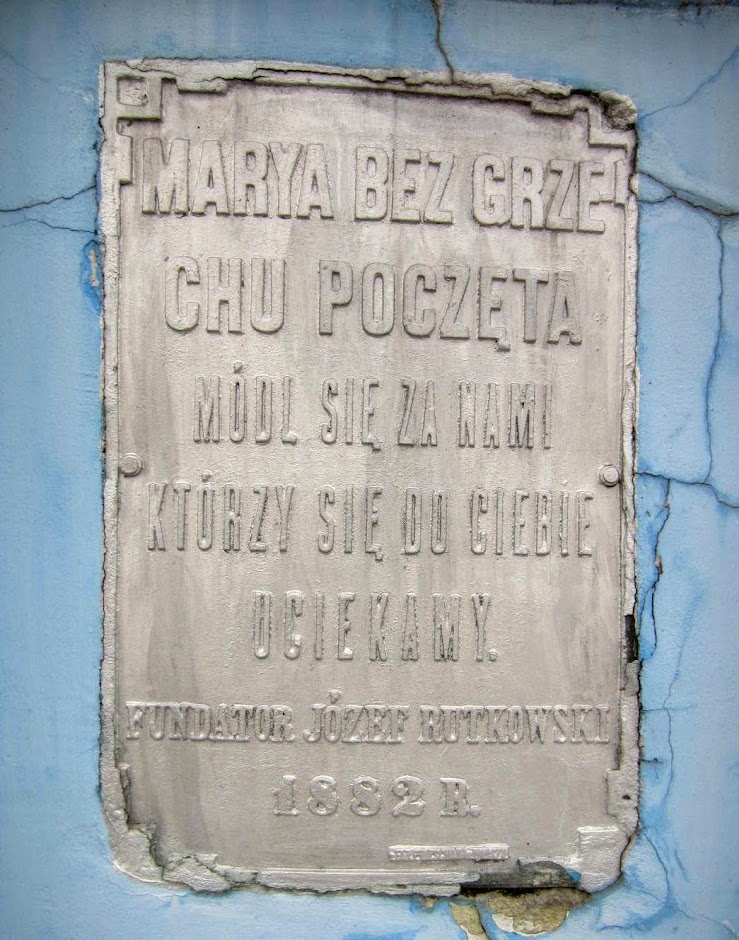 MARYA BEZ GRZE
CHU POCZĘTA
MÓDL SIĘ ZA NAMI
KTÓRZY SIĘ DO CIEBIE
UCIEKAMY.
FUNDATOR JÓZEF RUTKOWSKI
1882 R.